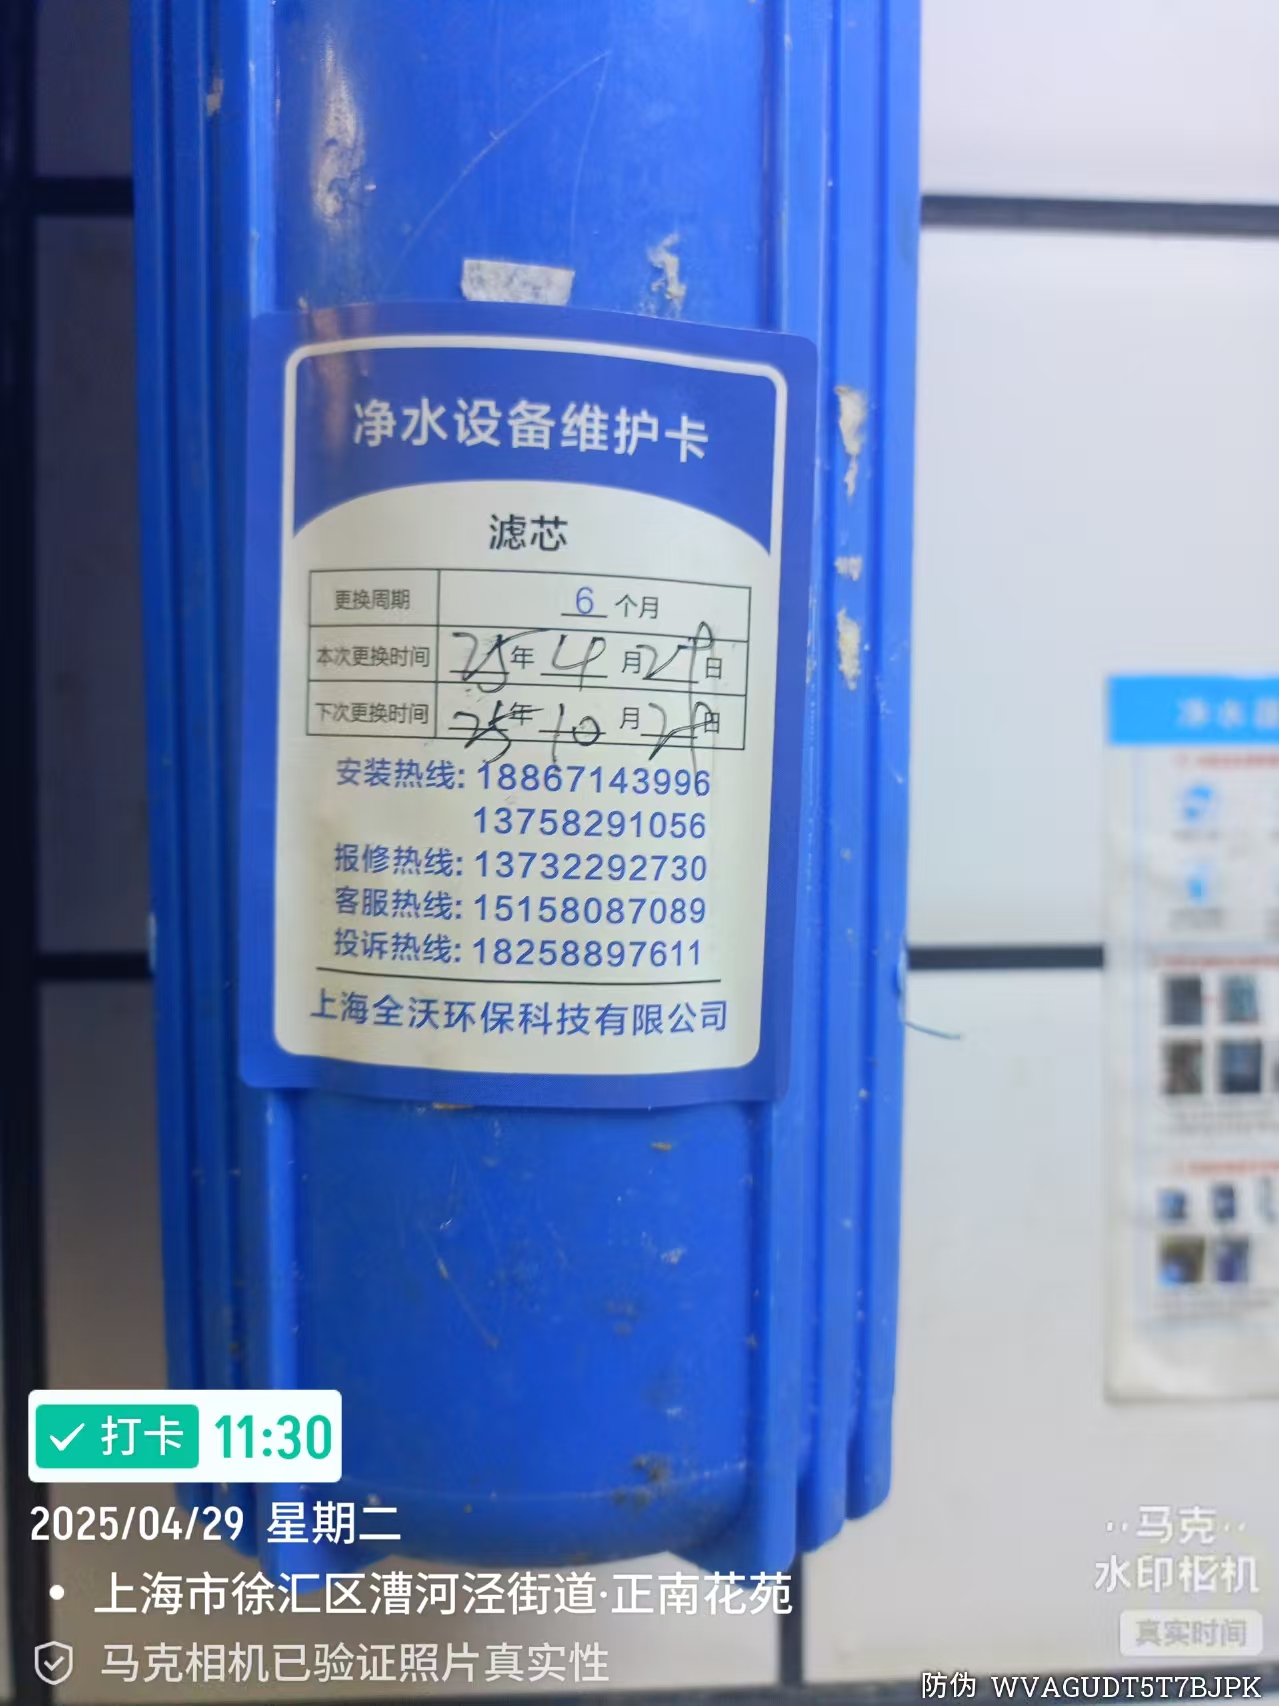 净水设备维护卡
滤芯
更换周期 6 个月
本次更换时间 25年 4 月 29 日
下次更换时间 25年 10 月 29 日
安装热线: 18867143996
13758291056
报修热线: 13732292730
客服热线: 15158087089
投诉热线: 18258897611
上海全沃环保科技有限公司
净水
打卡 11:30
2025/04/29 星期二
上海市徐汇区漕河泾街道·正南花苑
马克相机已验证照片真实性
马克
水印相机
真实时间
防伪 WVAGUDT5T7BJPK